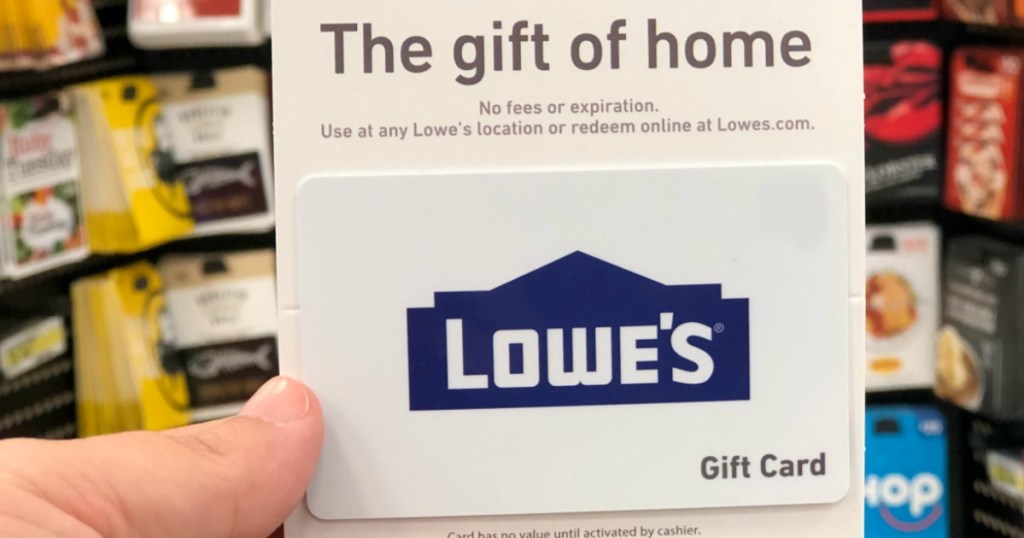 The gift of home
No fees or expiration.
Use at any Lowe's location or redeem online at Lowes.com.
LOWE'S®
Gift Card
Card has no value until activated by cashier.
HOP